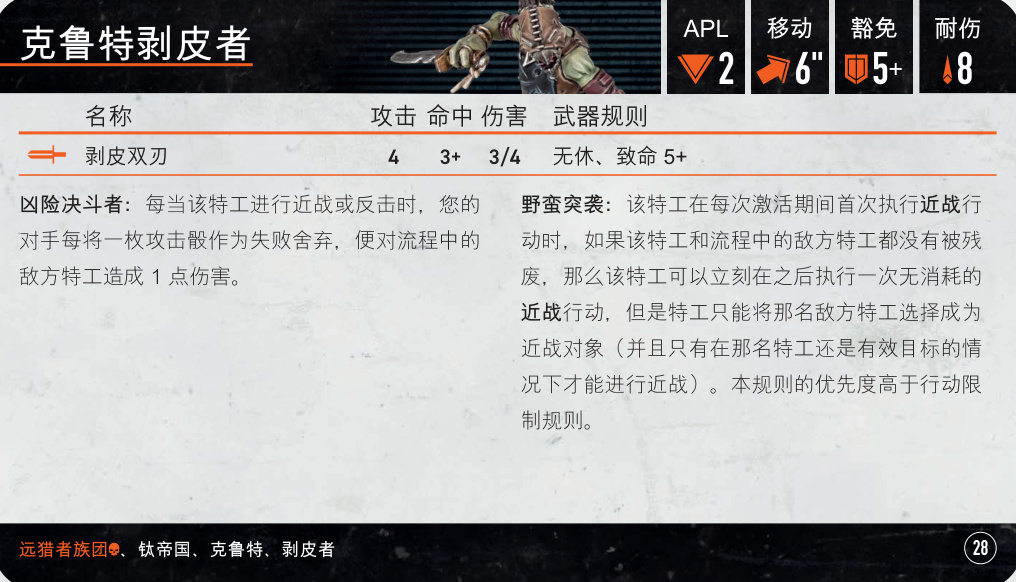 克鲁特剥皮者
APL 移动 豁免 耐伤
2 6" 5+ 8
名称 攻击 命中 伤害 武器规则
剥皮双刃 4 3+ 3/4 无休、致命 5+
凶险决斗者：每当该特工进行近战或反击时，您的
对手每将一枚攻击骰作为失败舍弃，便对流程中的
敌方特工造成 1 点伤害。
野蛮突袭：该特工在每次激活期间首次执行近战行
动时，如果该特工和流程中的敌方特工都没有被残
废，那么该特工可以立刻在之后执行一次无消耗的
近战行动，但是特工只能将那名敌方特工选择成为
近战对象（并且只有在那名特工还是有效目标的情
况下才能进行近战）。本规则的优先度高于行动限
制规则。
远猎者族团、钛帝国、克鲁特、剥皮者
28